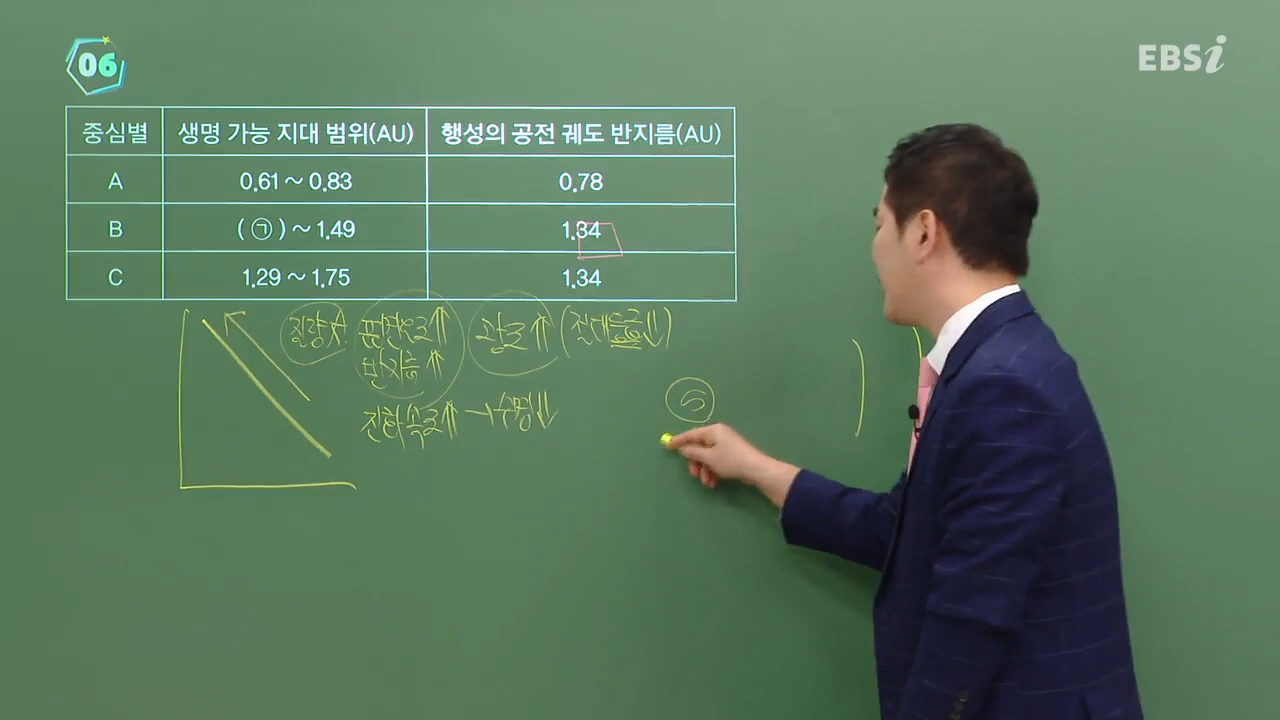 06
EBSi
중심별 생명 가능 지대 범위(AU) 행성의 공전 궤도 반지름(AU)
A 0.61 ~ 0.83 0.78
B (㉠) ~ 1.49 1.34
C 1.29 ~ 1.75 1.34
질량↑ 표면온도↑ 광도↑ (절대등급↓)
반지름↑
진화속도↑ → 수명↓